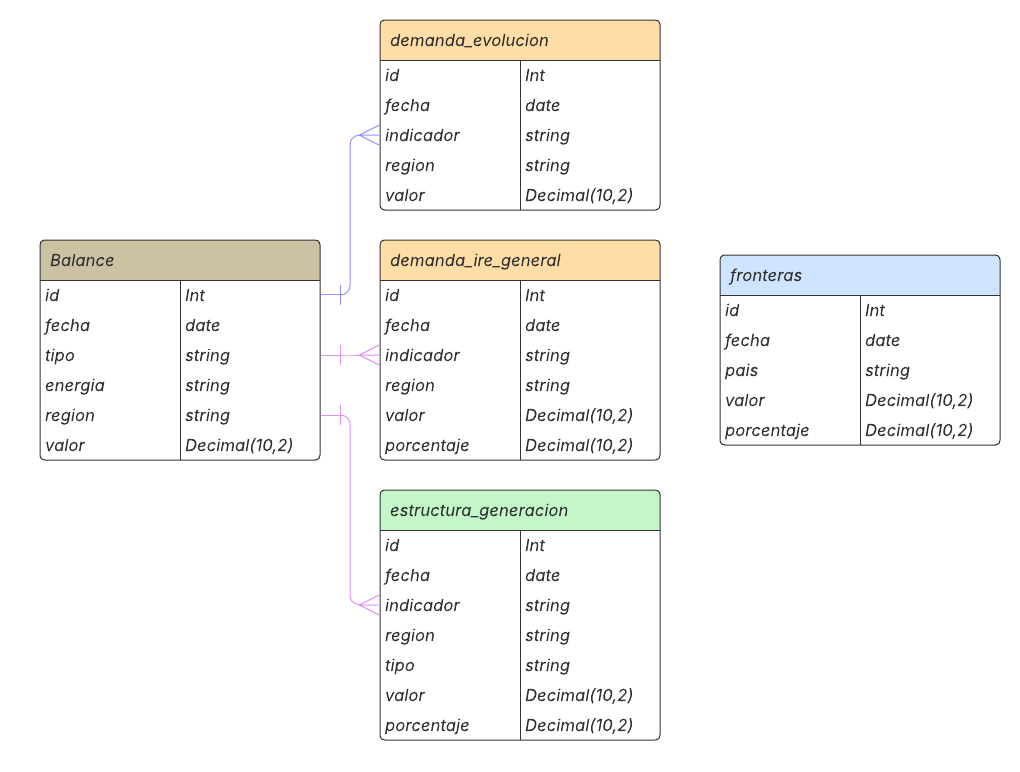 demanda_evolucion
id Int
fecha date
indicador string
region string
valor Decimal(10,2)
Balance
id Int
fecha date
tipo string
energia string
region string
valor Decimal(10,2)
demanda_ire_general
id Int
fecha date
indicador string
region string
valor Decimal(10,2)
porcentaje Decimal(10,2)
fronteras
id Int
fecha date
pais string
valor Decimal(10,2)
porcentaje Decimal(10,2)
estructura_generacion
id Int
fecha date
indicador string
region string
tipo string
valor Decimal(10,2)
porcentaje Decimal(10,2)